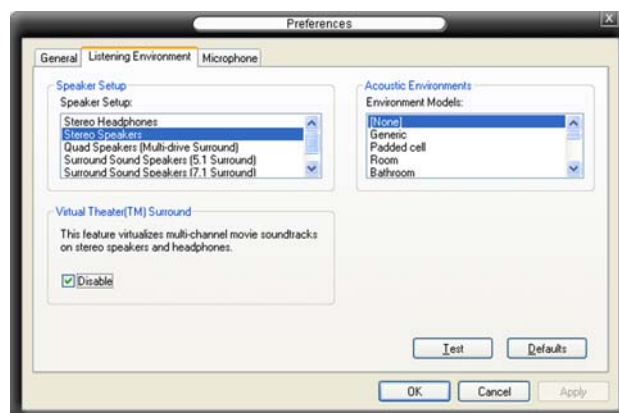 Preferences
X
General Listening Environment Microphone
Speaker Setup
Speaker Setup:
Stereo Headphones
Stereo Speakers
Quad Speakers (Multi-drive Surround)
Surround Sound Speakers (5.1 Surround)
Surround Sound Speakers (7.1 Surround)
Acoustic Environments
Environment Models:
[None]
Generic
Padded cell
Room
Bathroom
Virtual Theater(TM) Surround
This feature virtualizes multi-channel movie soundtracks
on stereo speakers and headphones.
Disable
Test Defaults
OK Cancel Apply